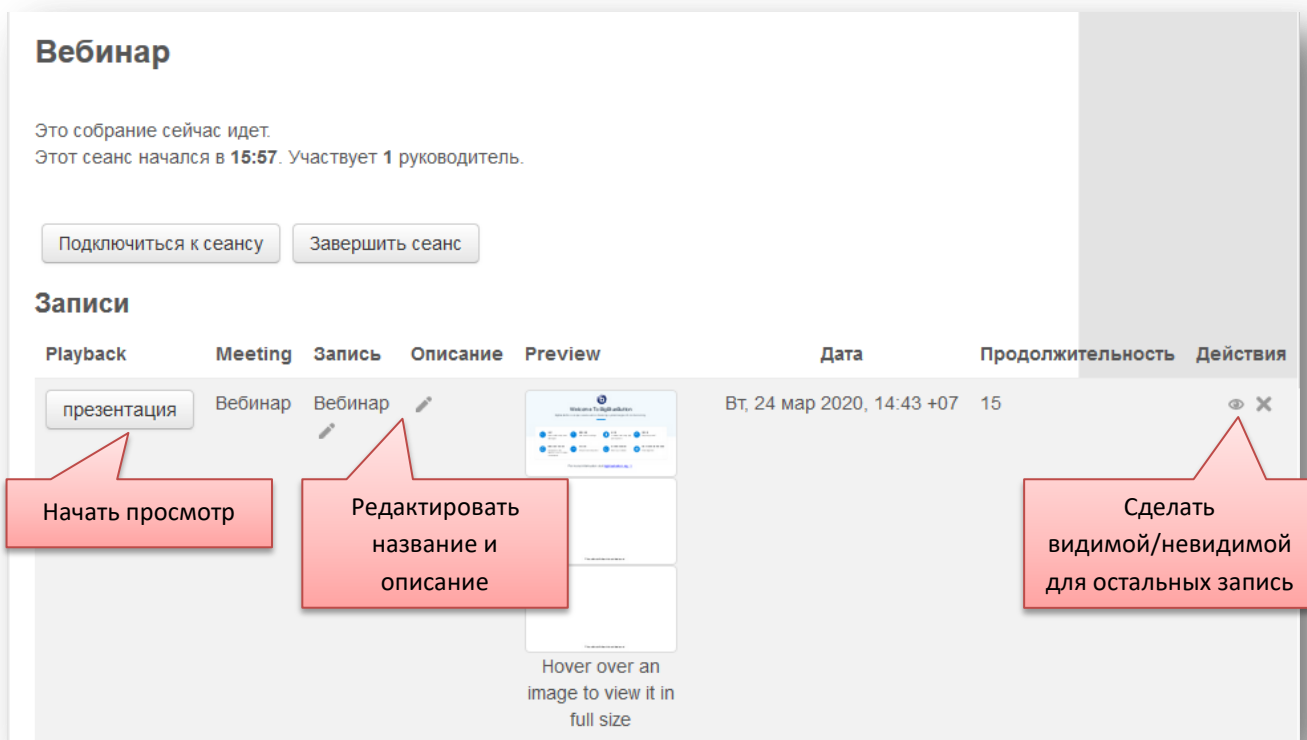 Вебинар
Это собрание сейчас идет.
Этот сеанс начался в 15:57. Участвует 1 руководитель.
Подключиться к сеансу Завершить сеанс
Записи
Playback Meeting Запись Описание Preview Дата Продолжительность Действия
презентация Вебинар Вебинар Вт, 24 мар 2020, 14:43 +07 15
Welcome To BigBlueButton
Начать просмотр
Редактировать
название и
описание
Сделать
видимой/невидимой
для остальных запись
Hover over an
image to view it in
full size